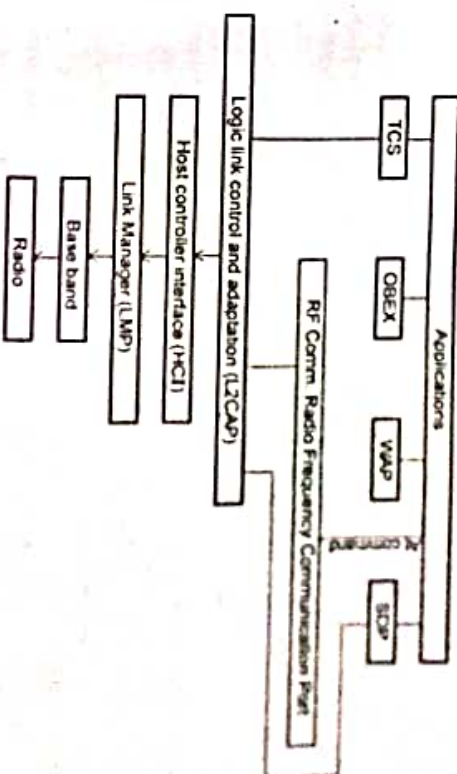 Applications
TCS
OBEX
WAP
SDP
At command
RF Comm. Radio Frequency Communication Port
Logic link control and adaptation (L2CAP)
Host controller interface (HCI)
Link Manager (LMP)
Base band
Radio